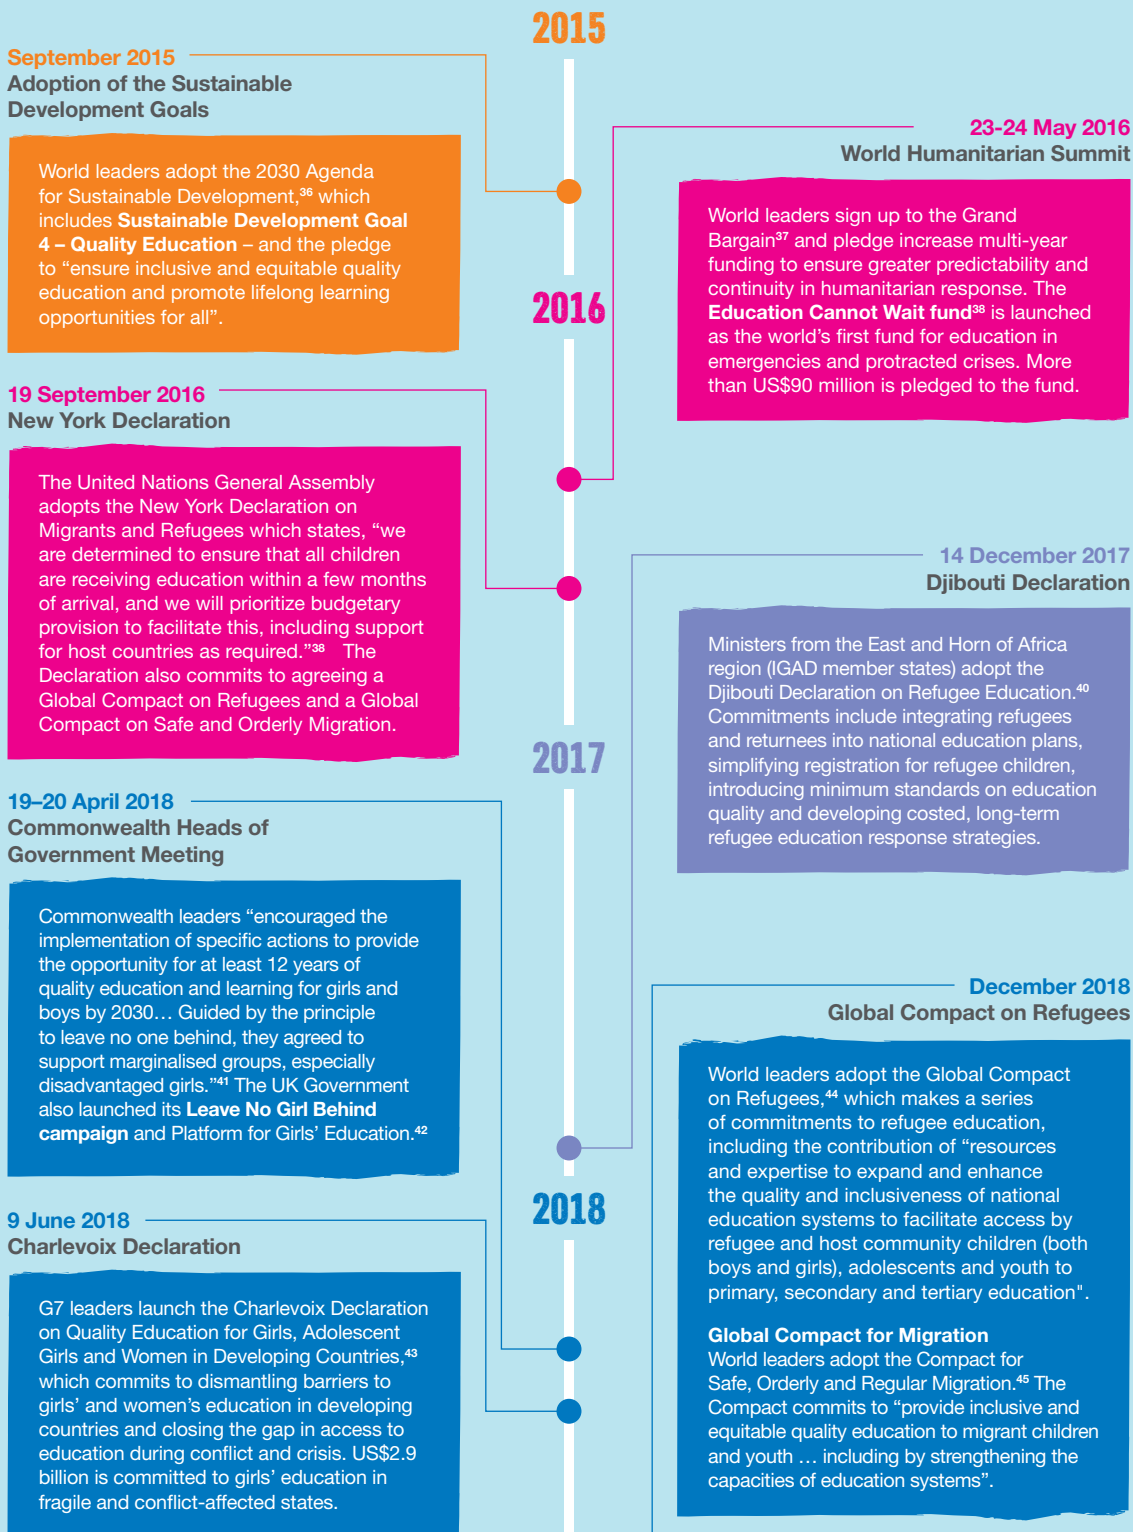 2015
September 2015
Adoption of the Sustainable
Development Goals
World leaders adopt the 2030 Agenda
for Sustainable Development,³⁶ which
includes Sustainable Development Goal
4 – Quality Education – and the pledge
to “ensure inclusive and equitable quality
education and promote lifelong learning
opportunities for all”.
23-24 May 2016
World Humanitarian Summit
World leaders sign up to the Grand
Bargain³⁷ and pledge increase multi-year
funding to ensure greater predictability and
continuity in humanitarian response. The
Education Cannot Wait fund³⁸ is launched
as the world’s first fund for education in
emergencies and protracted crises. More
than US$90 million is pledged to the fund.
2016
19 September 2016
New York Declaration
The United Nations General Assembly
adopts the New York Declaration on
Migrants and Refugees which states, “we
are determined to ensure that all children
are receiving education within a few months
of arrival, and we will prioritize budgetary
provision to facilitate this, including support
for host countries as required.”³⁸ The
Declaration also commits to agreeing a
Global Compact on Refugees and a Global
Compact on Safe and Orderly Migration.
14 December 2017
Djibouti Declaration
Ministers from the East and Horn of Africa
region (IGAD member states) adopt the
Djibouti Declaration on Refugee Education.⁴⁰
Commitments include integrating refugees
and returnees into national education plans,
simplifying registration for refugee children,
introducing minimum standards on education
quality and developing costed, long-term
refugee education response strategies.
2017
19–20 April 2018
Commonwealth Heads of
Government Meeting
Commonwealth leaders “encouraged the
implementation of specific actions to provide
the opportunity for at least 12 years of
quality education and learning for girls and
boys by 2030… Guided by the principle
to leave no one behind, they agreed to
support marginalised groups, especially
disadvantaged girls.”⁴¹ The UK Government
also launched its Leave No Girl Behind
campaign and Platform for Girls’ Education.⁴²
December 2018
Global Compact on Refugees
World leaders adopt the Global Compact
on Refugees,⁴⁴ which makes a series
of commitments to refugee education,
including the contribution of “resources
and expertise to expand and enhance
the quality and inclusiveness of national
education systems to facilitate access by
refugee and host community children (both
boys and girls), adolescents and youth to
primary, secondary and tertiary education".
Global Compact for Migration
World leaders adopt the Compact for
Safe, Orderly and Regular Migration.⁴⁵ The
Compact commits to “provide inclusive and
equitable quality education to migrant children
and youth … including by strengthening the
capacities of education systems”.
2018
9 June 2018
Charlevoix Declaration
G7 leaders launch the Charlevoix Declaration
on Quality Education for Girls, Adolescent
Girls and Women in Developing Countries,⁴³
which commits to dismantling barriers to
girls’ and women’s education in developing
countries and closing the gap in access to
education during conflict and crisis. US$2.9
billion is committed to girls’ education in
fragile and conflict-affected states.